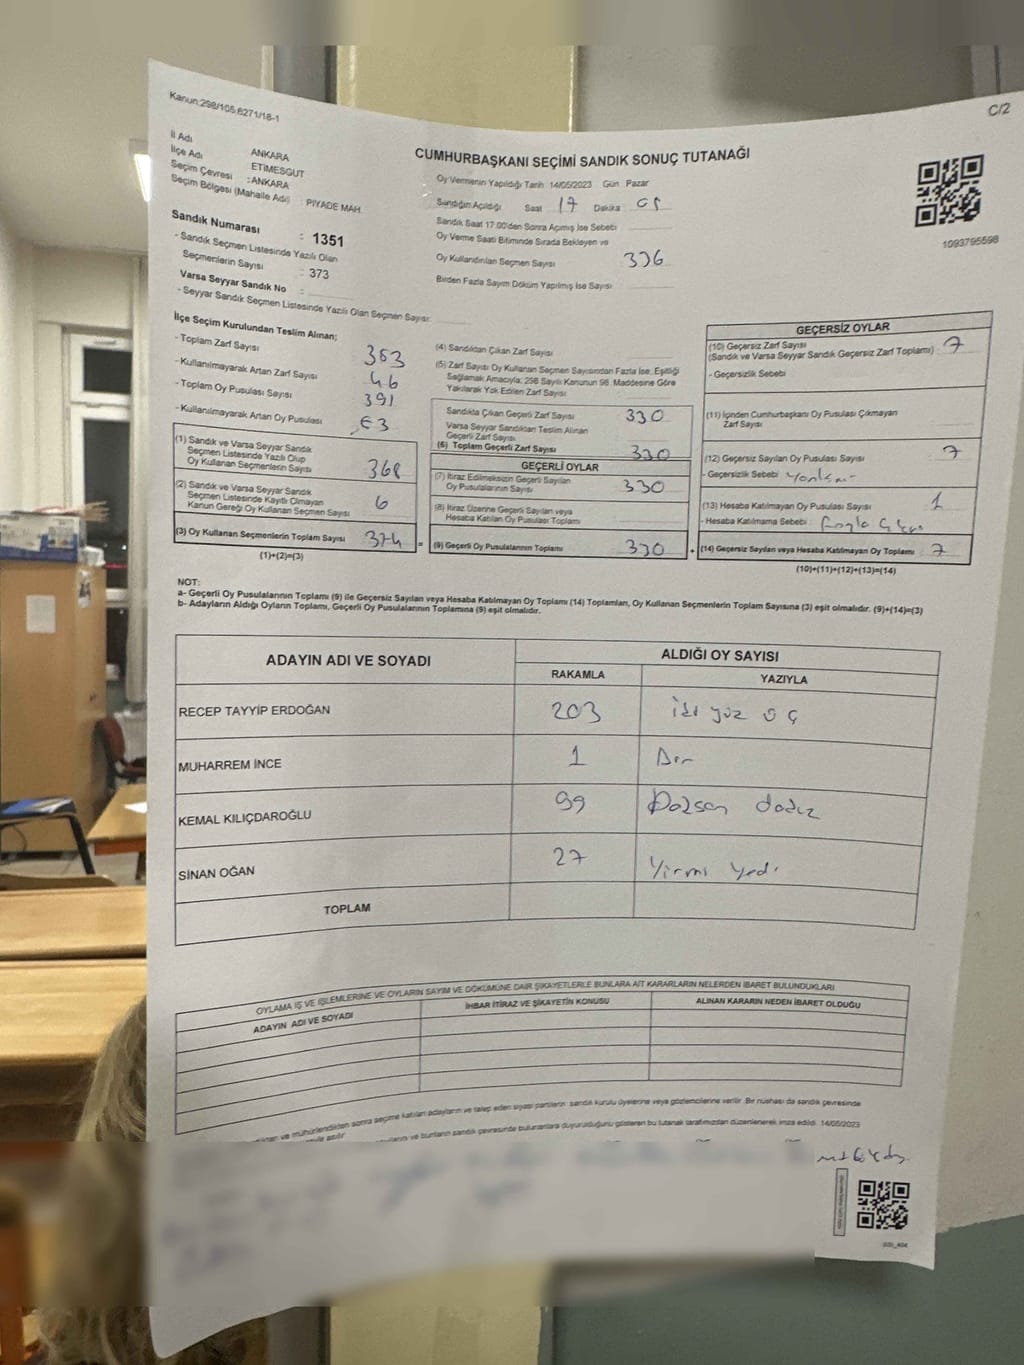 Kanun:298/105,6271/18-1
C/2
CUMHURBAŞKANI SEÇİMİ SANDIK SONUÇ TUTANAĞI
İl Adı ANKARA
İlçe Adı ETİMESGUT
Seçim Çevresi :ANKARA
Seçim Bölgesi (Mahalle Adı) : PİYADE MAH
Sandık Numarası : 1351
- Sandık Seçmen Listesinde Yazılı Olan
Seçmenlerin Sayısı : 373
Varsa Seyyar Sandık No :
- Seyyar Sandık Seçmen Listesinde Yazılı Olan Seçmen Sayısı:
Oy Vermenin Yapıldığı Tarih 14/05/2023 Gün Pazar
Sandığın Açıldığı Saat 17 Dakika
Sandık Saat 17.00'den Sonra Açımış İse Sebebi
Oy Verme Saati Bitiminde Sırada Bekleyen ve
Oy Kullandırılan Seçmen Sayısı 336
Birden Fazla Sayım Döküm Yapılmış İse Sayısı
1093795598
İlçe Seçim Kurulundan Teslim Alınan;
- Toplam Zarf Sayısı 383
- Kullanılmayarak Artan Zarf Sayısı 46
- Toplam Oy Pusulası Sayısı 391
- Kullanılmayarak Artan Oy Pusulası
(1) Sandık ve Varsa Seyyar Sandık
Seçmen Listesinde Yazılı Olup
Oy Kullanan Seçmenlerin Sayısı 368
(2) Sandık ve Varsa Seyyar Sandık
Seçmen Listesinde Kayıtlı Olmayan
Kanun Gereği Oy Kullanan Seçmen Sayısı 6
(3) Oy Kullanan Seçmenlerin Toplam Sayısı 374 =
(1)+(2)=(3)
(4) Sandıktan Çıkan Zarf Sayısı
(5) Zarf Sayısı Oy Kullanan Seçmen Sayısından Fazla İse, Eşitliği
Sağlamak Amacıyla; 298 Sayılı Kanunun 98. Maddesine Göre
Yakılarak Yok Edilen Zarf Sayısı
Sandıkta Çıkan Geçerli Zarf Sayısı 330
Varsa Seyyar Sandıktan Teslim Alınan
Geçerli Zarf Sayısı
(6) Toplam Geçerli Zarf Sayısı 330
GEÇERLİ OYLAR
(7) İtiraz Edilmeksizin Geçerli Sayılan
Oy Pusulalarının Sayısı 330
(8) İtiraz Üzerine Geçerli Sayılan veya
Hesaba Katılan Oy Pusulası Toplamı
(9) Geçerli Oy Pusulalarının Toplamı 330 +
GEÇERSİZ OYLAR
(10) Geçersiz Zarf Sayısı
(Sandık ve Varsa Seyyar Sandık Geçersiz Zarf Toplamı) : 7
- Geçersizlik Sebebi :
(11) İçinden Cumhurbaşkanı Oy Pusulası Çıkmayan
Zarf Sayısı
(12) Geçersiz Sayılan Oy Pusulası Sayısı 7
- Geçersizlik Sebebi
(13) Hesaba Katılmayan Oy Pusulası Sayısı 1
- Hesaba Katılmama Sebebi : fazla çıkan
(14) Geçersiz Sayılan veya Hesaba Katılmayan Oy Toplamı 7
(10)+(11)+(12)+(13)=(14)
NOT:
a- Geçerli Oy Pusulalarının Toplamı (9) ile Geçersiz Sayılan veya Hesaba Katılmayan Oy Toplamı (14) Toplamları, Oy Kullanan Seçmenlerin Toplam Sayısına (3) eşit olmalıdır. (9)+(14)=(3)
b- Adayların Aldığı Oyların Toplamı, Geçerli Oy Pusulalarının Toplamına (9) eşit olmalıdır.
ADAYIN ADI VE SOYADI ALDIĞI OY SAYISI
RAKAMLA YAZIYLA
RECEP TAYYİP ERDOĞAN 203 iki yüz üç
MUHARREM İNCE 1 Bir
KEMAL KILIÇDAROĞLU 99 Doksan dokuz
SİNAN OĞAN 27 Yirmi yedi
TOPLAM
OYLAMA İŞ VE İŞLEMLERİNE VE OYLARIN SAYIM VE DÖKÜMÜNE DAİR ŞİKAYETLERLE BUNLARA AİT KARARLARIN NELERDEN İBARET BULUNDUKLARI
ADAYIN ADI VE SOYADI İHBAR İTİRAZ VE ŞİKAYETİN KONUSU ALINAN KARARIN NEDEN İBARET OLDUĞU
ve mühürlendikten sonra seçime katılan adayların ve talep eden siyasi partilerin sandık kurulu üyelerine veya gözlemcilerine verilir. Bir nüshası da sandık çevresinde
ve bunların sandık çevresinde bulunanlara duyurulduğunu gösteren bu tutanak tarafımızdan düzenlenerek imza edildi. 14/05/2023